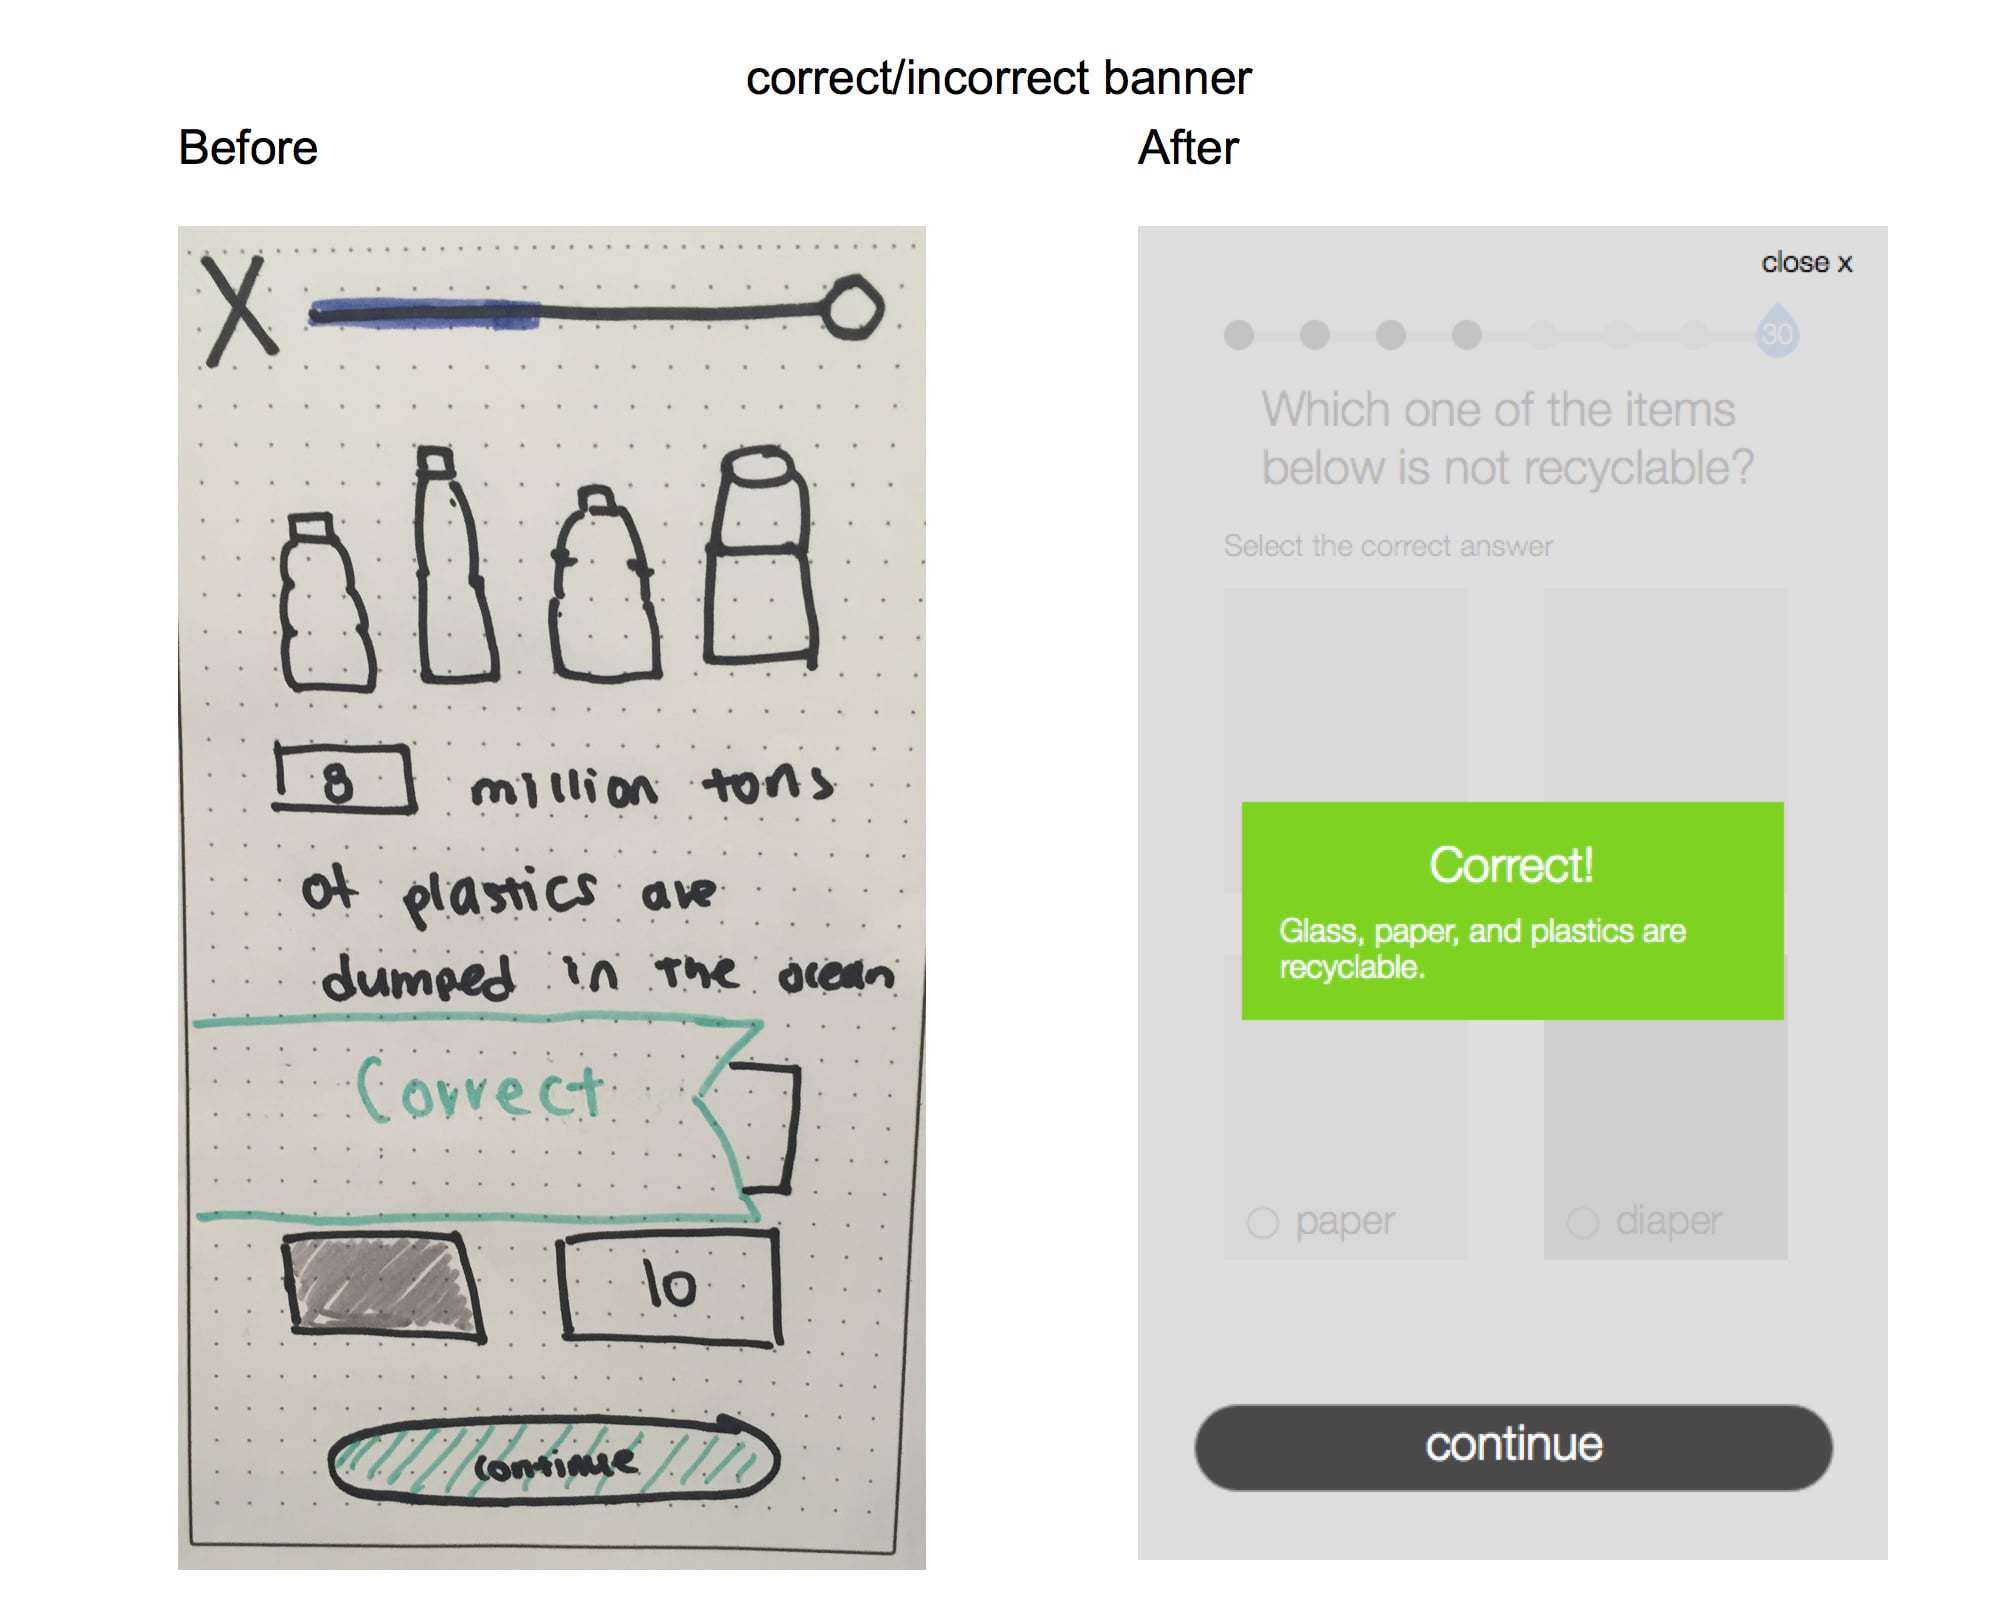 correct/incorrect banner
Before
After
X
8 million tons
of plastics are
dumped in the ocean
Correct
10
continue
close x
30
Which one of the items
below is not recyclable?
Select the correct answer
Correct!
Glass, paper, and plastics are
recyclable.
paper
diaper
continue